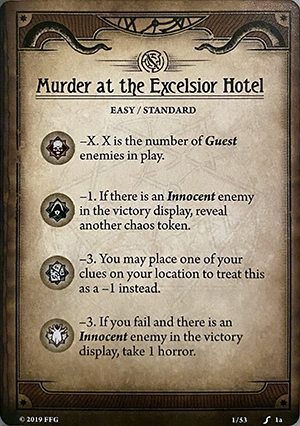 Murder at the Excelsior Hotel
EASY / STANDARD
–X. X is the number of Guest
enemies in play.
–1. If there is an Innocent enemy
in the victory display, reveal
another chaos token.
–3. You may place one of your
clues on your location to treat this
as a –1 instead.
–3. If you fail and there is an
Innocent enemy in the victory
display, take 1 horror.
© 2019 FFG 1/53 1a